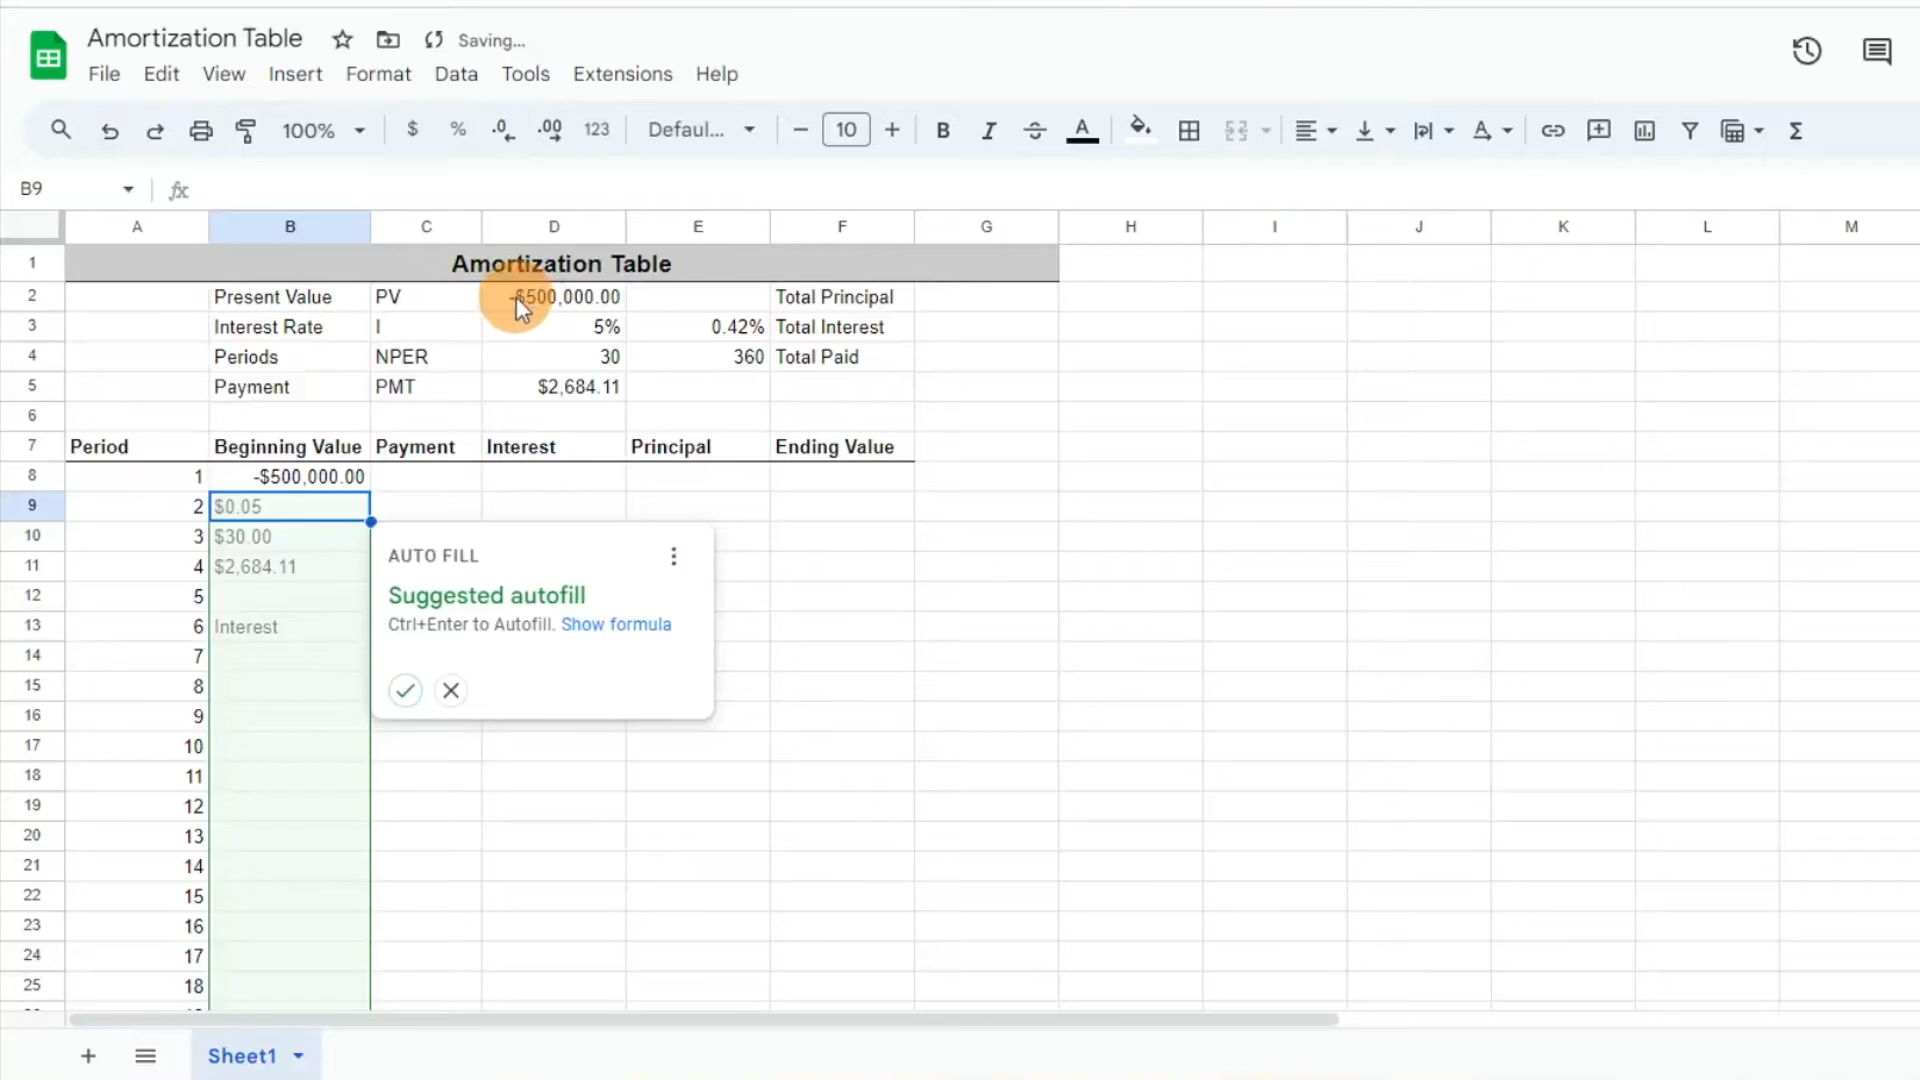 Amortization Table Saving...
File Edit View Insert Format Data Tools Extensions Help
100% $ % .0 .00 123 Defaul... − 10 + B I S A A Σ
B9 fx
A B C D E F G H I J K L M
1 Amortization Table
2 Present Value PV -$500,000.00 Total Principal
3 Interest Rate I 5% 0.42% Total Interest
4 Periods NPER 30 360 Total Paid
5 Payment PMT $2,684.11
6
7 Period Beginning Value Payment Interest Principal Ending Value
8 1 -$500,000.00
9 2 $0.05
10 3 $30.00
11 4 $2,684.11
12 5
13 6 Interest
14 7
15 8
16 9
17 10
18 11
19 12
20 13
21 14
22 15
23 16
24 17
25 18
AUTO FILL
Suggested autofill
Ctrl+Enter to Autofill. Show formula
+ Sheet1